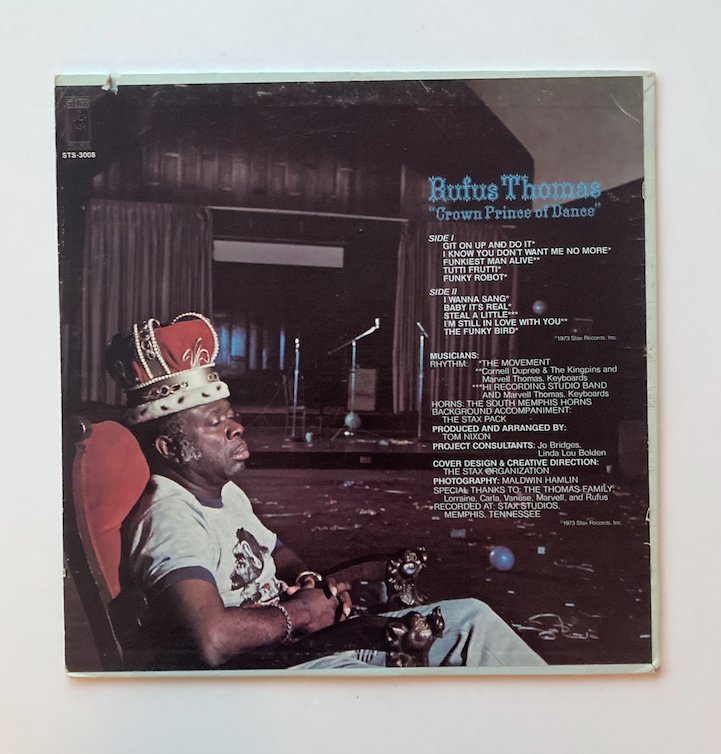 STAX
STS-3008
Rufus Thomas
"Crown Prince of Dance"
SIDE I
GIT ON UP AND DO IT*
I KNOW YOU DON'T WANT ME NO MORE*
FUNKIEST MAN ALIVE**
TUTTI FRUTTI*
FUNKY ROBOT*
SIDE II
I WANNA SANG*
BABY IT'S REAL*
STEAL A LITTLE***
I'M STILL IN LOVE WITH YOU**
THE FUNKY BIRD*
℗1973 Stax Records, Inc.
MUSICIANS:
RHYTHM: *THE MOVEMENT
**Cornell Dupree & The Kingpins and
Marvell Thomas, Keyboards
***HI RECORDING STUDIO BAND
AND Marvell Thomas, Keyboards
HORNS: THE SOUTH MEMPHIS HORNS
BACKGROUND ACCOMPANIMENT:
THE STAX PACK
PRODUCED AND ARRANGED BY:
TOM NIXON
PROJECT CONSULTANTS: Jo Bridges,
Linda Lou Bolden
COVER DESIGN & CREATIVE DIRECTION:
THE STAX ORGANIZATION
PHOTOGRAPHY: MALDWIN HAMLIN
SPECIAL THANKS TO: THE THOMAS FAMILY:
Lorraine, Carla, Vanese, Marvell, and Rufus
RECORDED AT: STAX STUDIOS,
MEMPHIS, TENNESSEE
©1973 Stax Records, Inc.